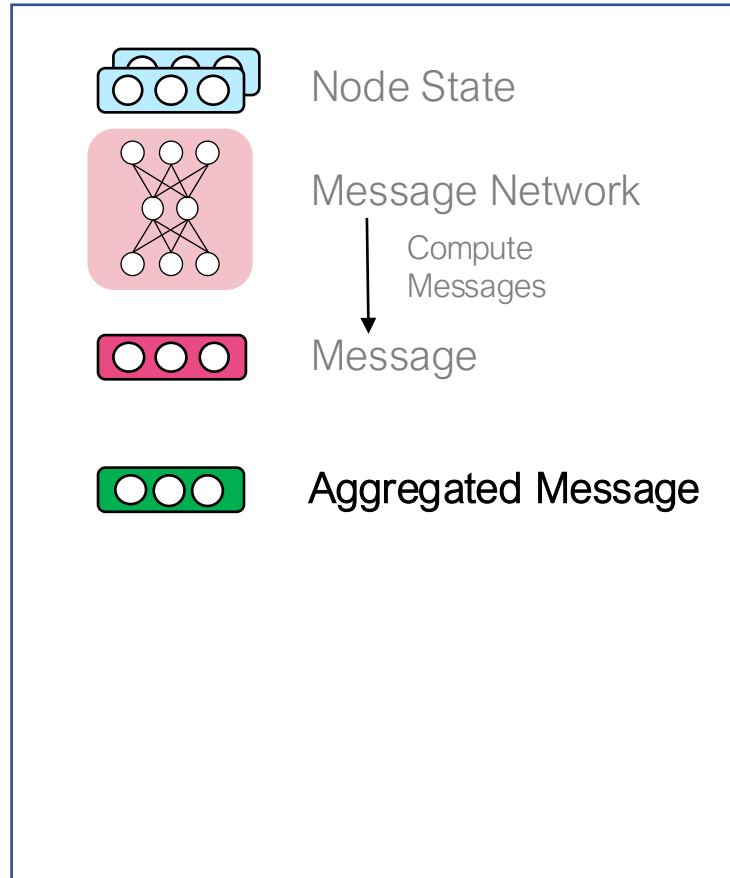 Node State
Message Network
Compute
Messages
Message
Aggregated Message